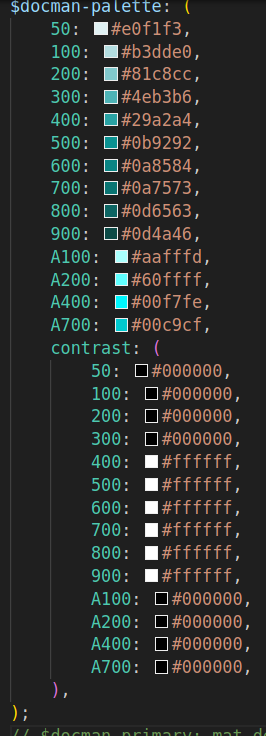 $docman-palette: (
50: #e0f1f3,
100: #b3dde0,
200: #81c8cc,
300: #4eb3b6,
400: #29a2a4,
500: #0b9292,
600: #0a8584,
700: #0a7573,
800: #0d6563,
900: #0d4a46,
A100: #aafffd,
A200: #60ffff,
A400: #00f7fe,
A700: #00c9cf,
contrast: (
50: #000000,
100: #000000,
200: #000000,
300: #000000,
400: #ffffff,
500: #ffffff,
600: #ffffff,
700: #ffffff,
800: #ffffff,
900: #ffffff,
A100: #000000,
A200: #000000,
A400: #000000,
A700: #000000,
),
);
// $docman-primary: mat-de